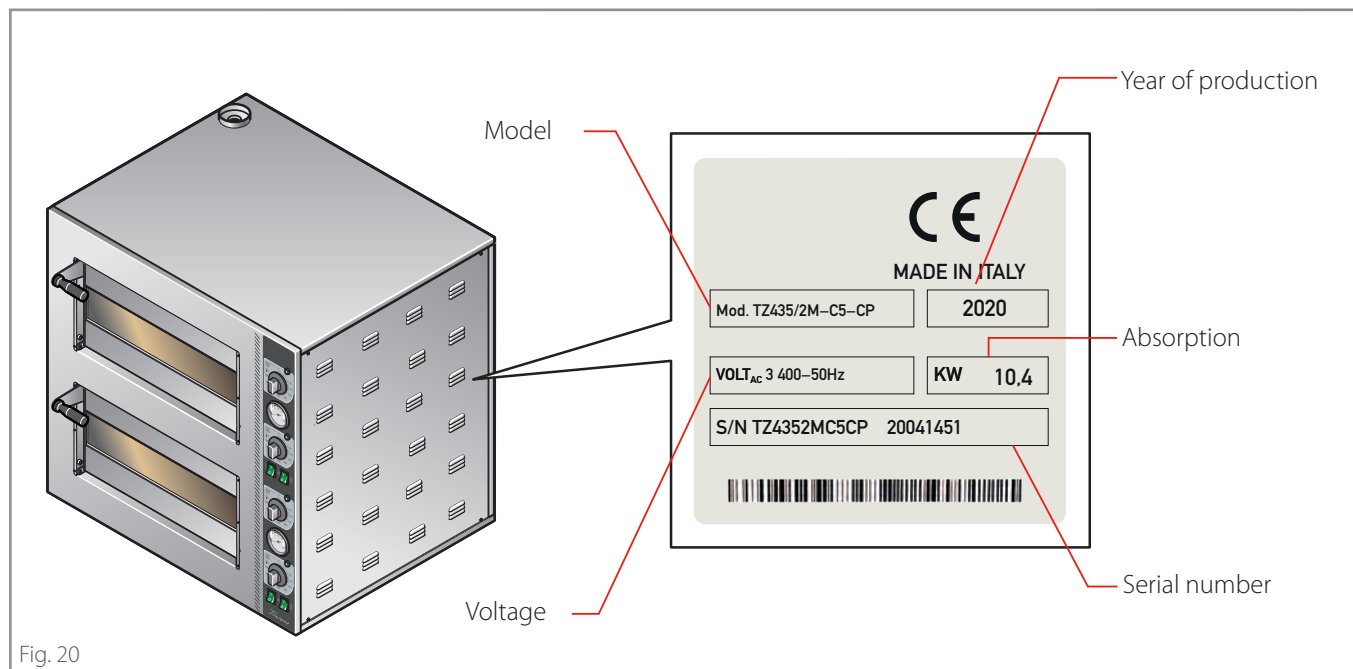 Year of production
Model
CE
MADE IN ITALY
Mod. TZ435/2M–C5–CP
2020
Absorption
VOLTAC 3 400–50Hz
KW 10,4
S/N TZ4352MC5CP 20041451
Serial number
Voltage
Fig. 20